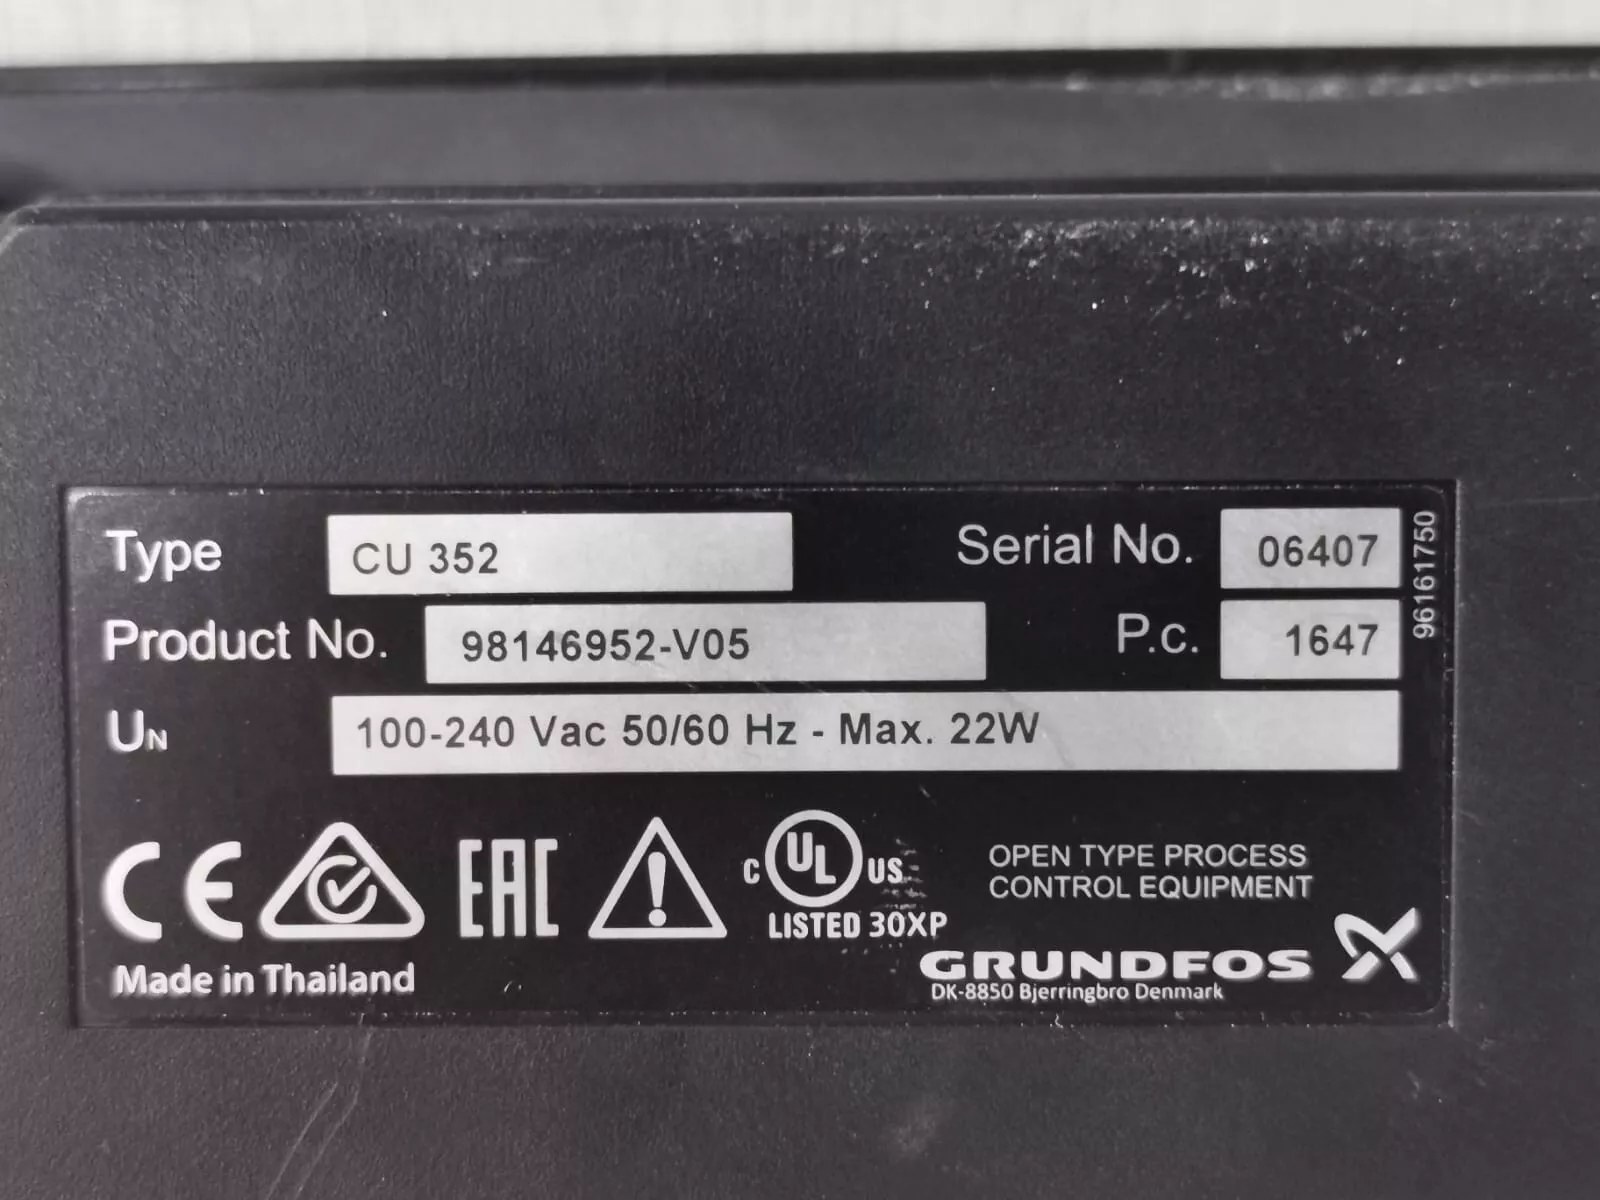 Type CU 352 Serial No. 06407
Product No. 98146952-V05 P.c. 1647
UN 100-240 Vac 50/60 Hz - Max. 22W
96161750
CE EAC C UL US
LISTED 30XP
OPEN TYPE PROCESS
CONTROL EQUIPMENT
Made in Thailand
GRUNDFOS
DK-8850 Bjerringbro Denmark